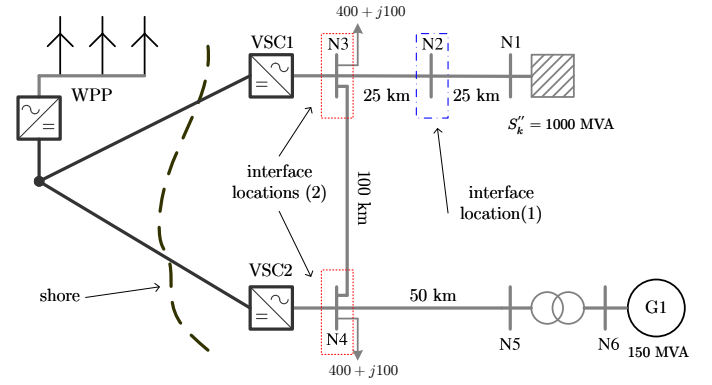 400 + j100
VSC1
N3
N2
N1
WPP
25 km
25 km
S''k = 1000 MVA
interface
locations (2)
100 km
interface
location(1)
VSC2
shore
50 km
G1
N4
N5
N6
150 MVA
400 + j100